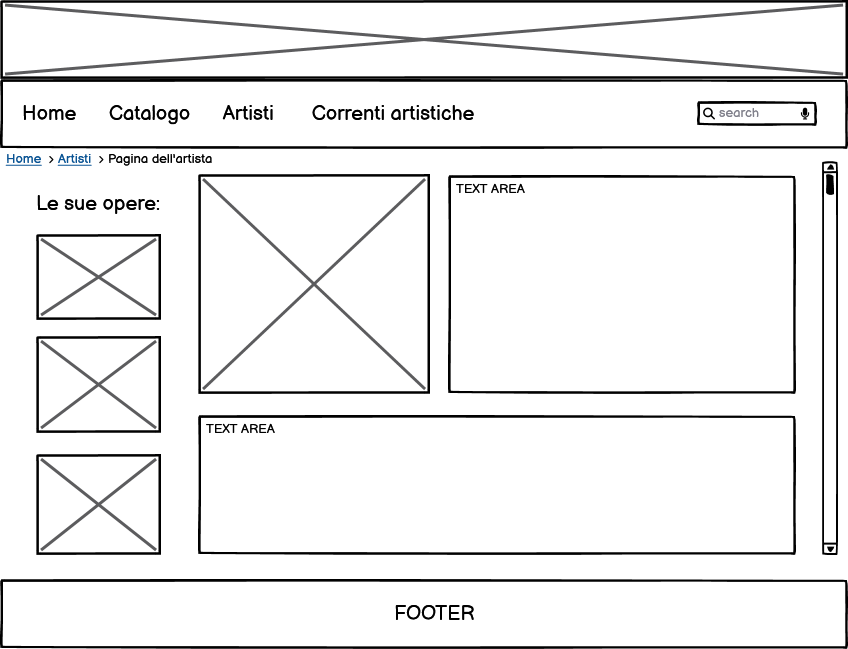 Home Catalogo Artisti Correnti artistiche search
Home > Artisti > Pagina dell'artista
Le sue opere:
TEXT AREA
TEXT AREA
FOOTER